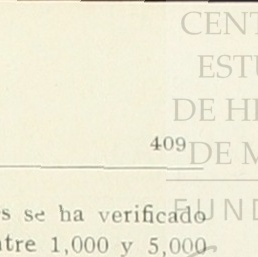 CENT
ESTU
DE HI
409
DE M
FUND
s se ha verificado
tre 1,000 y 5,000